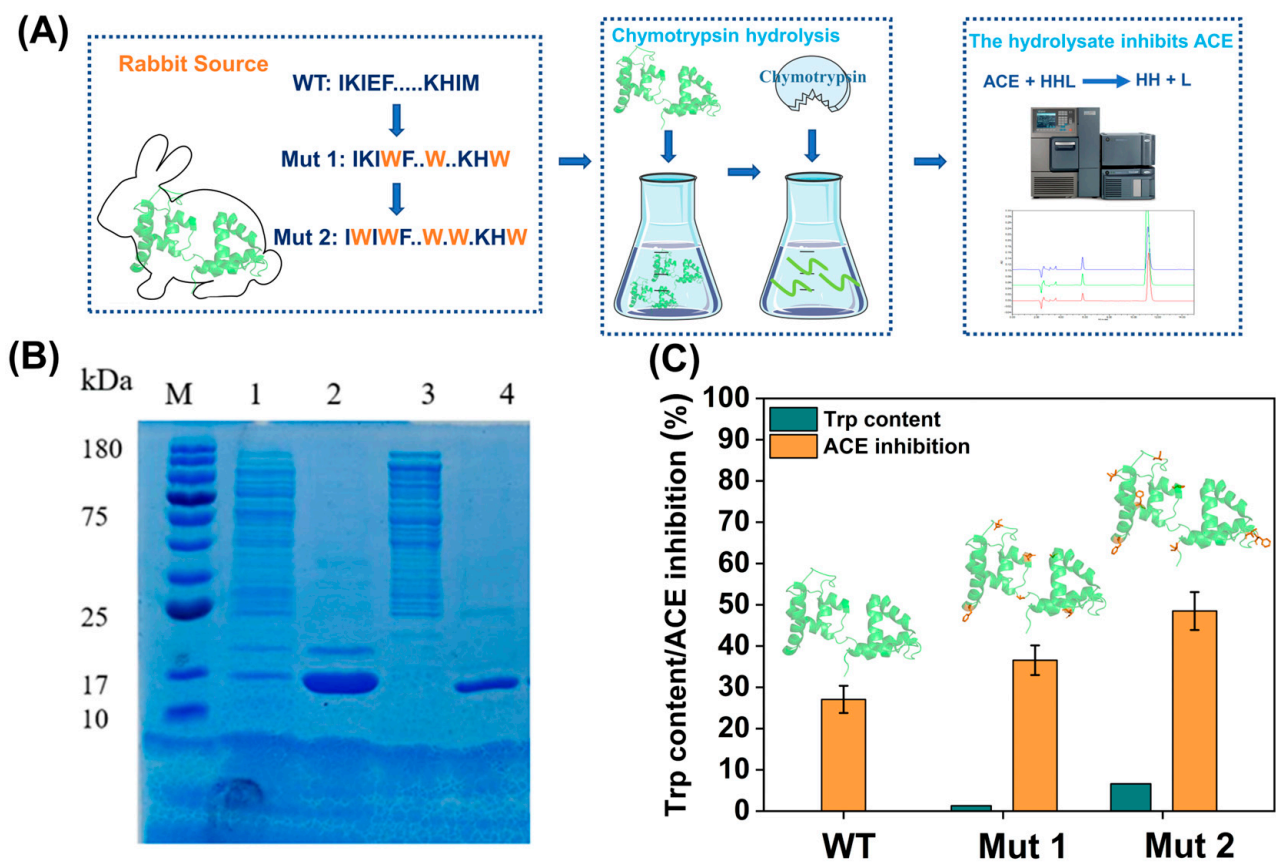 (A)
Rabbit Source
WT: IKIEF.....KHIM
Mut 1: IKIWF..W..KHW
Mut 2: IWIWF..W.W.KHW
Chymotrypsin hydrolysis
Chymotrypsin
The hydrolysate inhibits ACE
ACE + HHL HH + L
(B)
kDa
M 1 2 3 4
180
75
25
17
10
(C)
Trp content/ACE inhibition (%)
100
90
80
70
60
50
40
30
20
10
0
Trp content
ACE inhibition
WT Mut 1 Mut 2